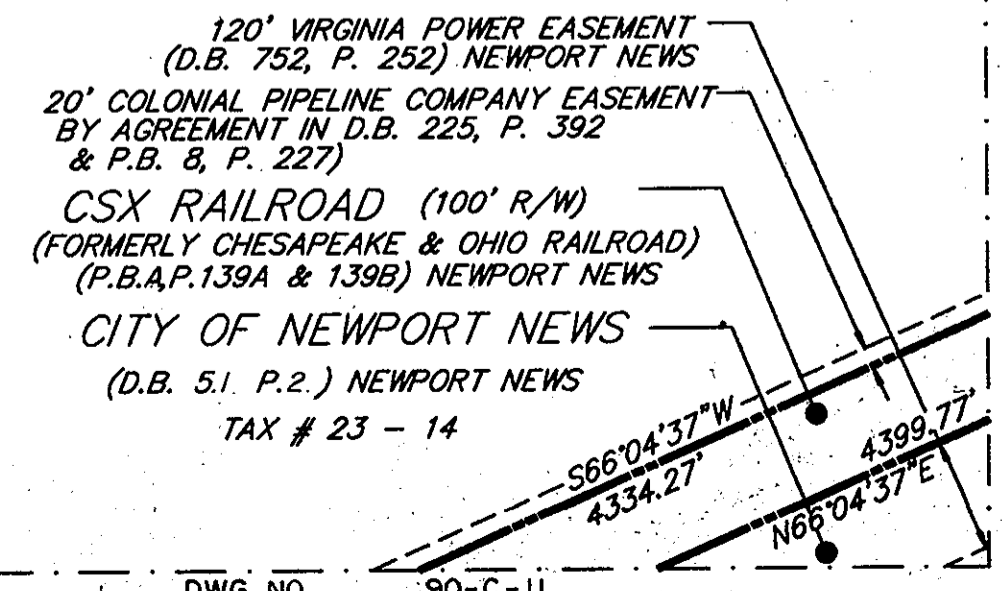 120' VIRGINIA POWER EASEMENT
(D.B. 752, P. 252) NEWPORT NEWS
20' COLONIAL PIPELINE COMPANY EASEMENT
BY AGREEMENT IN D.B. 225, P. 392
& P.B. 8, P. 227)
CSX RAILROAD (100' R/W)
(FORMERLY CHESAPEAKE & OHIO RAILROAD)
(P.B.A,P.139A & 139B) NEWPORT NEWS
CITY OF NEWPORT NEWS
(D.B. 5.1. P.2.) NEWPORT NEWS
TAX # 23 - 14
S66°04'37"W
4334.27'
4399.77'
N66°04'37"E
DWG NO. 90-C-11